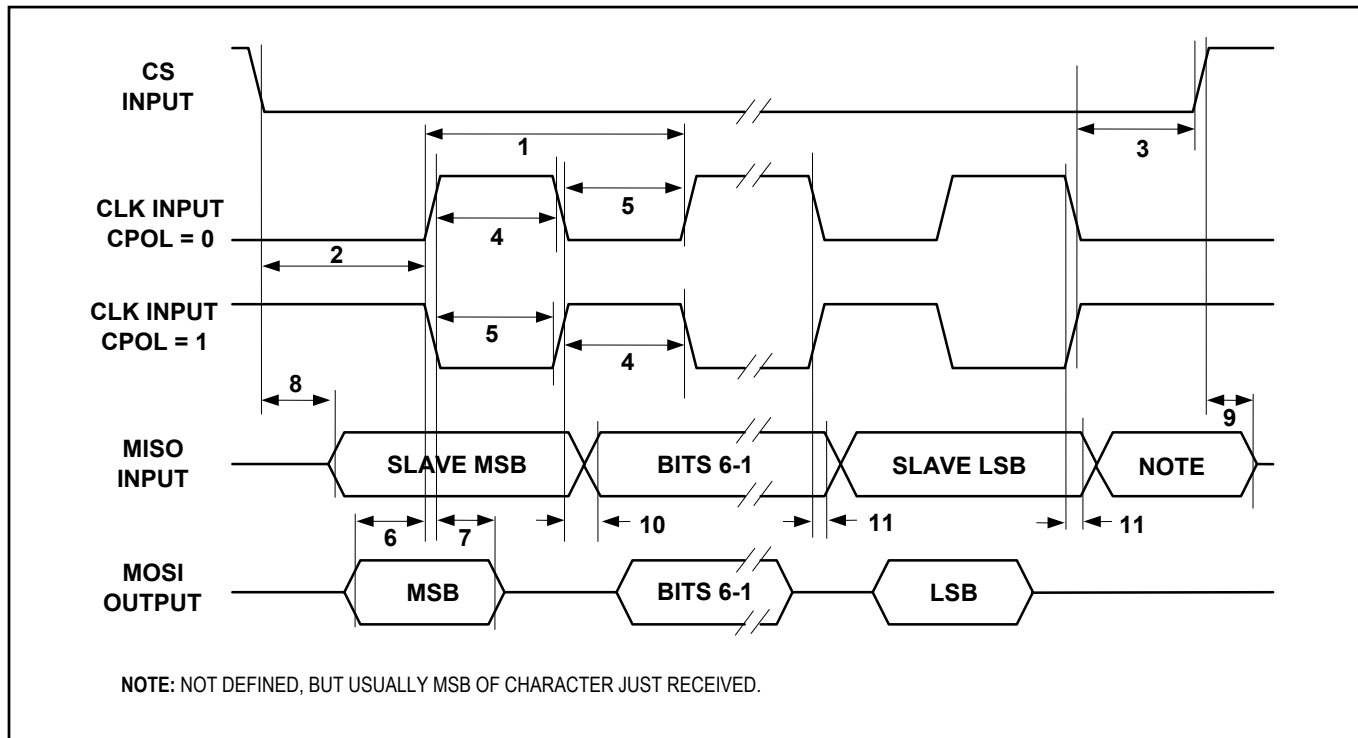 CS
INPUT
1
3
CLK INPUT
CPOL = 0
5
4
2
CLK INPUT
CPOL = 1
5
4
8
9
MISO
INPUT
SLAVE MSB
BITS 6-1
SLAVE LSB
NOTE
6
7
10
11
11
MOSI
OUTPUT
MSB
BITS 6-1
LSB
NOTE: NOT DEFINED, BUT USUALLY MSB OF CHARACTER JUST RECEIVED.